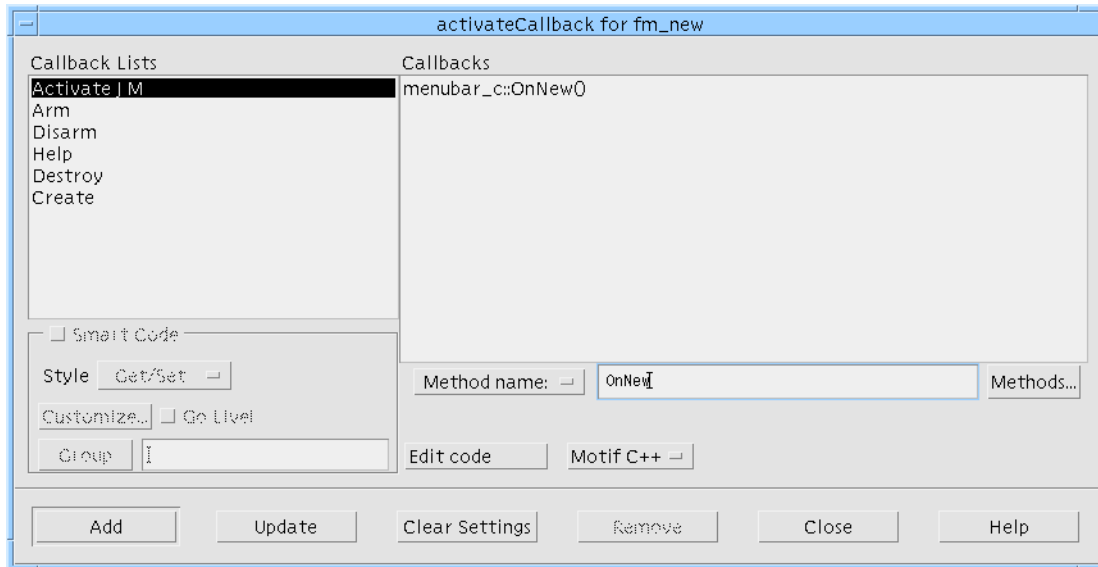 activateCallback for fm_new
Callback Lists
Callbacks
Activate J M
Arm
Disarm
Help
Destroy
Create
menubar_c::OnNew()
Smart Code
Style Get/Set
Customize... Go Live!
Group
Method name: OnNew Methods...
Edit code Motif C++
Add Update Clear Settings Remove Close Help